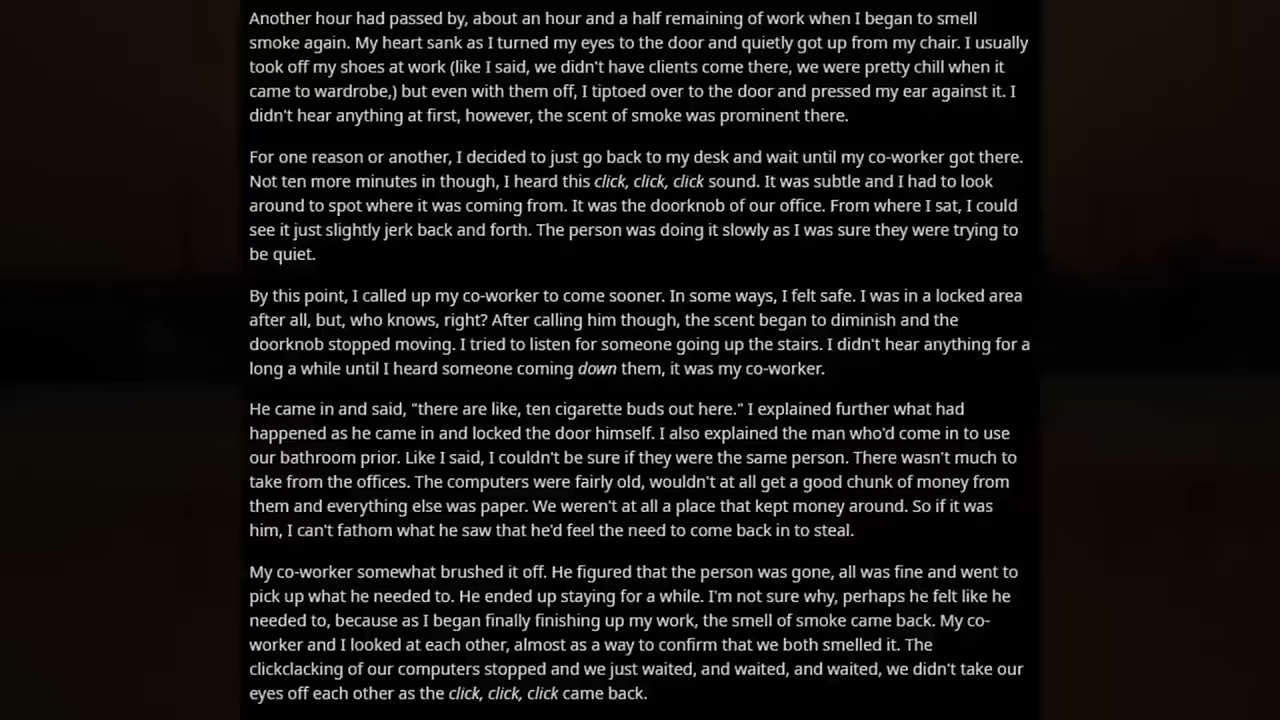 Another hour had passed by, about an hour and a half remaining of work when I began to smell
smoke again. My heart sank as I turned my eyes to the door and quietly got up from my chair. I usually
took off my shoes at work (like I said, we didn't have clients come there, we were pretty chill when it
came to wardrobe,) but even with them off, I tiptoed over to the door and pressed my ear against it. I
didn't hear anything at first, however, the scent of smoke was prominent there.
For one reason or another, I decided to just go back to my desk and wait until my co-worker got there.
Not ten more minutes in though, I heard this click, click, click sound. It was subtle and I had to look
around to spot where it was coming from. It was the doorknob of our office. From where I sat, I could
see it just slightly jerk back and forth. The person was doing it slowly as I was sure they were trying to
be quiet.
By this point, I called up my co-worker to come sooner. In some ways, I felt safe. I was in a locked area
after all, but, who knows, right? After calling him though, the scent began to diminish and the
doorknob stopped moving. I tried to listen for someone going up the stairs. I didn't hear anything for a
long a while until I heard someone coming down them, it was my co-worker.
He came in and said, "there are like, ten cigarette buds out here." I explained further what had
happened as he came in and locked the door himself. I also explained the man who'd come in to use
our bathroom prior. Like I said, I couldn't be sure if they were the same person. There wasn't much to
take from the offices. The computers were fairly old, wouldn't at all get a good chunk of money from
them and everything else was paper. We weren't at all a place that kept money around. So if it was
him, I can't fathom what he saw that he'd feel the need to come back in to steal.
My co-worker somewhat brushed it off. He figured that the person was gone, all was fine and went to
pick up what he needed to. He ended up staying for a while. I'm not sure why, perhaps he felt like he
needed to, because as I began finally finishing up my work, the smell of smoke came back. My co-
worker and I looked at each other, almost as a way to confirm that we both smelled it. The
clickclacking of our computers stopped and we just waited, and waited, and waited, we didn't take our
eyes off each other as the click, click, click came back.